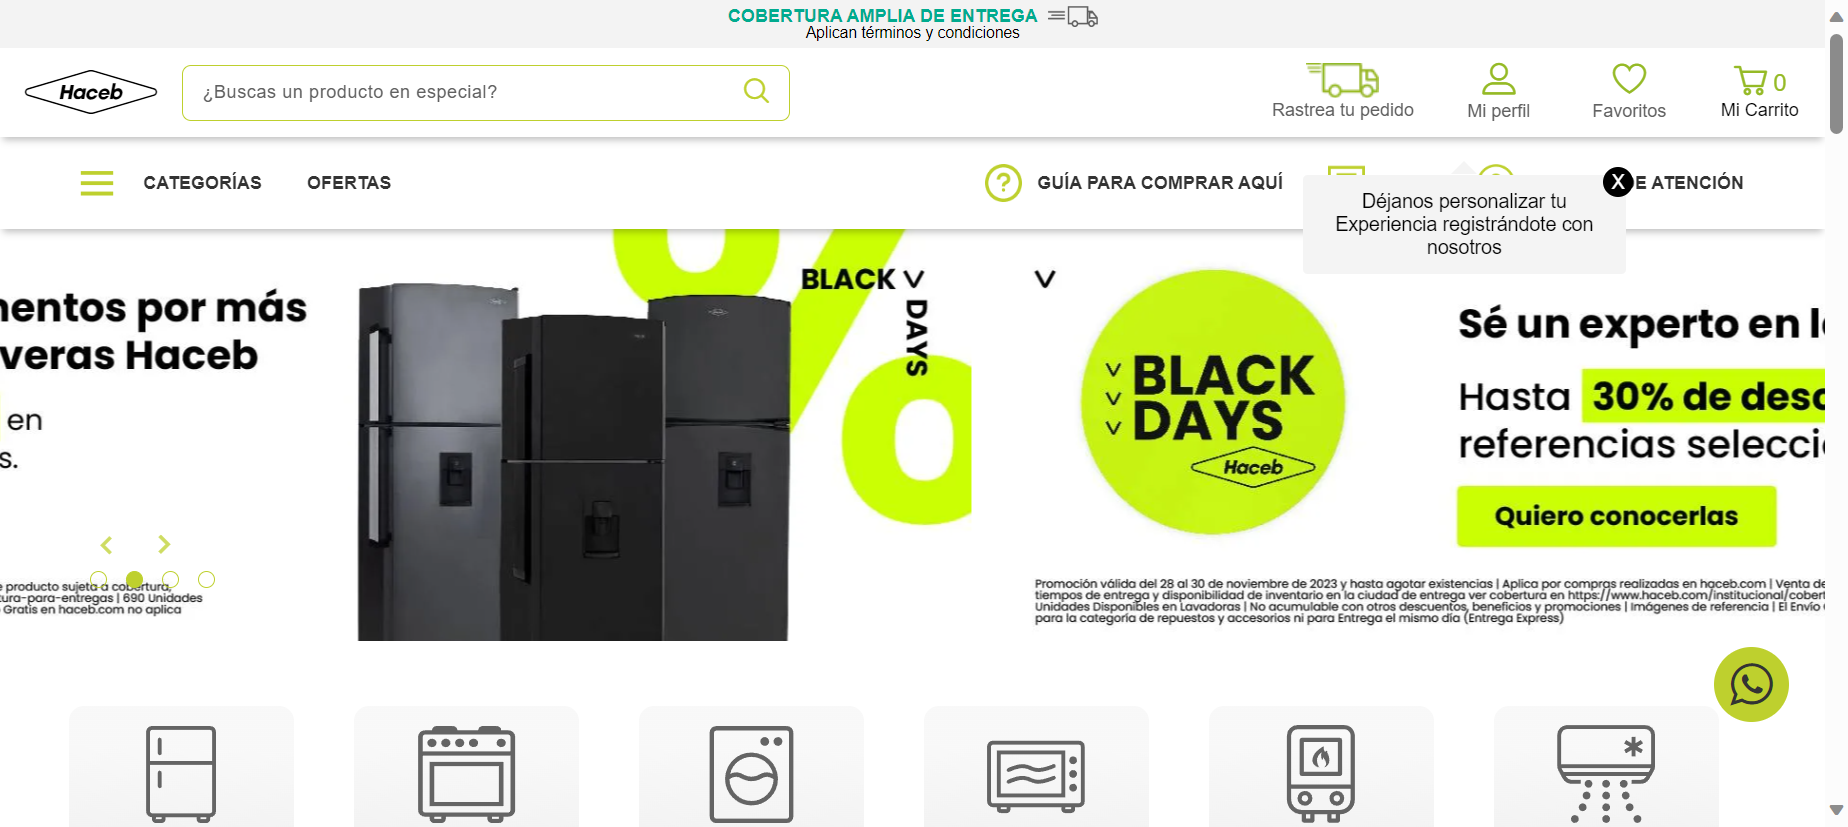 COBERTURA AMPLIA DE ENTREGA
Aplican términos y condiciones
Haceb
¿Buscas un producto en especial?
Rastrea tu pedido
Mi perfil
Favoritos
0
Mi Carrito
CATEGORÍAS
OFERTAS
GUÍA PARA COMPRAR AQUÍ
X
E ATENCIÓN
Déjanos personalizar tu
Experiencia registrándote con
nosotros
entos por más
veras Haceb
en
s.
BLACK
DAYS
BLACK
DAYS
Haceb
Sé un experto en l
Hasta 30% de desc
referencias selecci
Quiero conocerlas
e producto sujeta a cobertura,
tura-para-entregas | 690 Unidades
Gratis en haceb.com no aplica
Promoción válida del 28 al 30 de noviembre de 2023 y hasta agotar existencias | Aplica por compras realizadas en haceb.com | Venta de
tiempos de entrega y disponibilidad de inventario en la ciudad de entrega ver cobertura en https://www.haceb.com/institucional/cobert
Unidades Disponibles en Lavadoras | No acumulable con otros descuentos, beneficios y promociones | Imágenes de referencia | El Envío
para la categoría de repuestos y accesorios ni para Entrega el mismo día (Entrega Express)